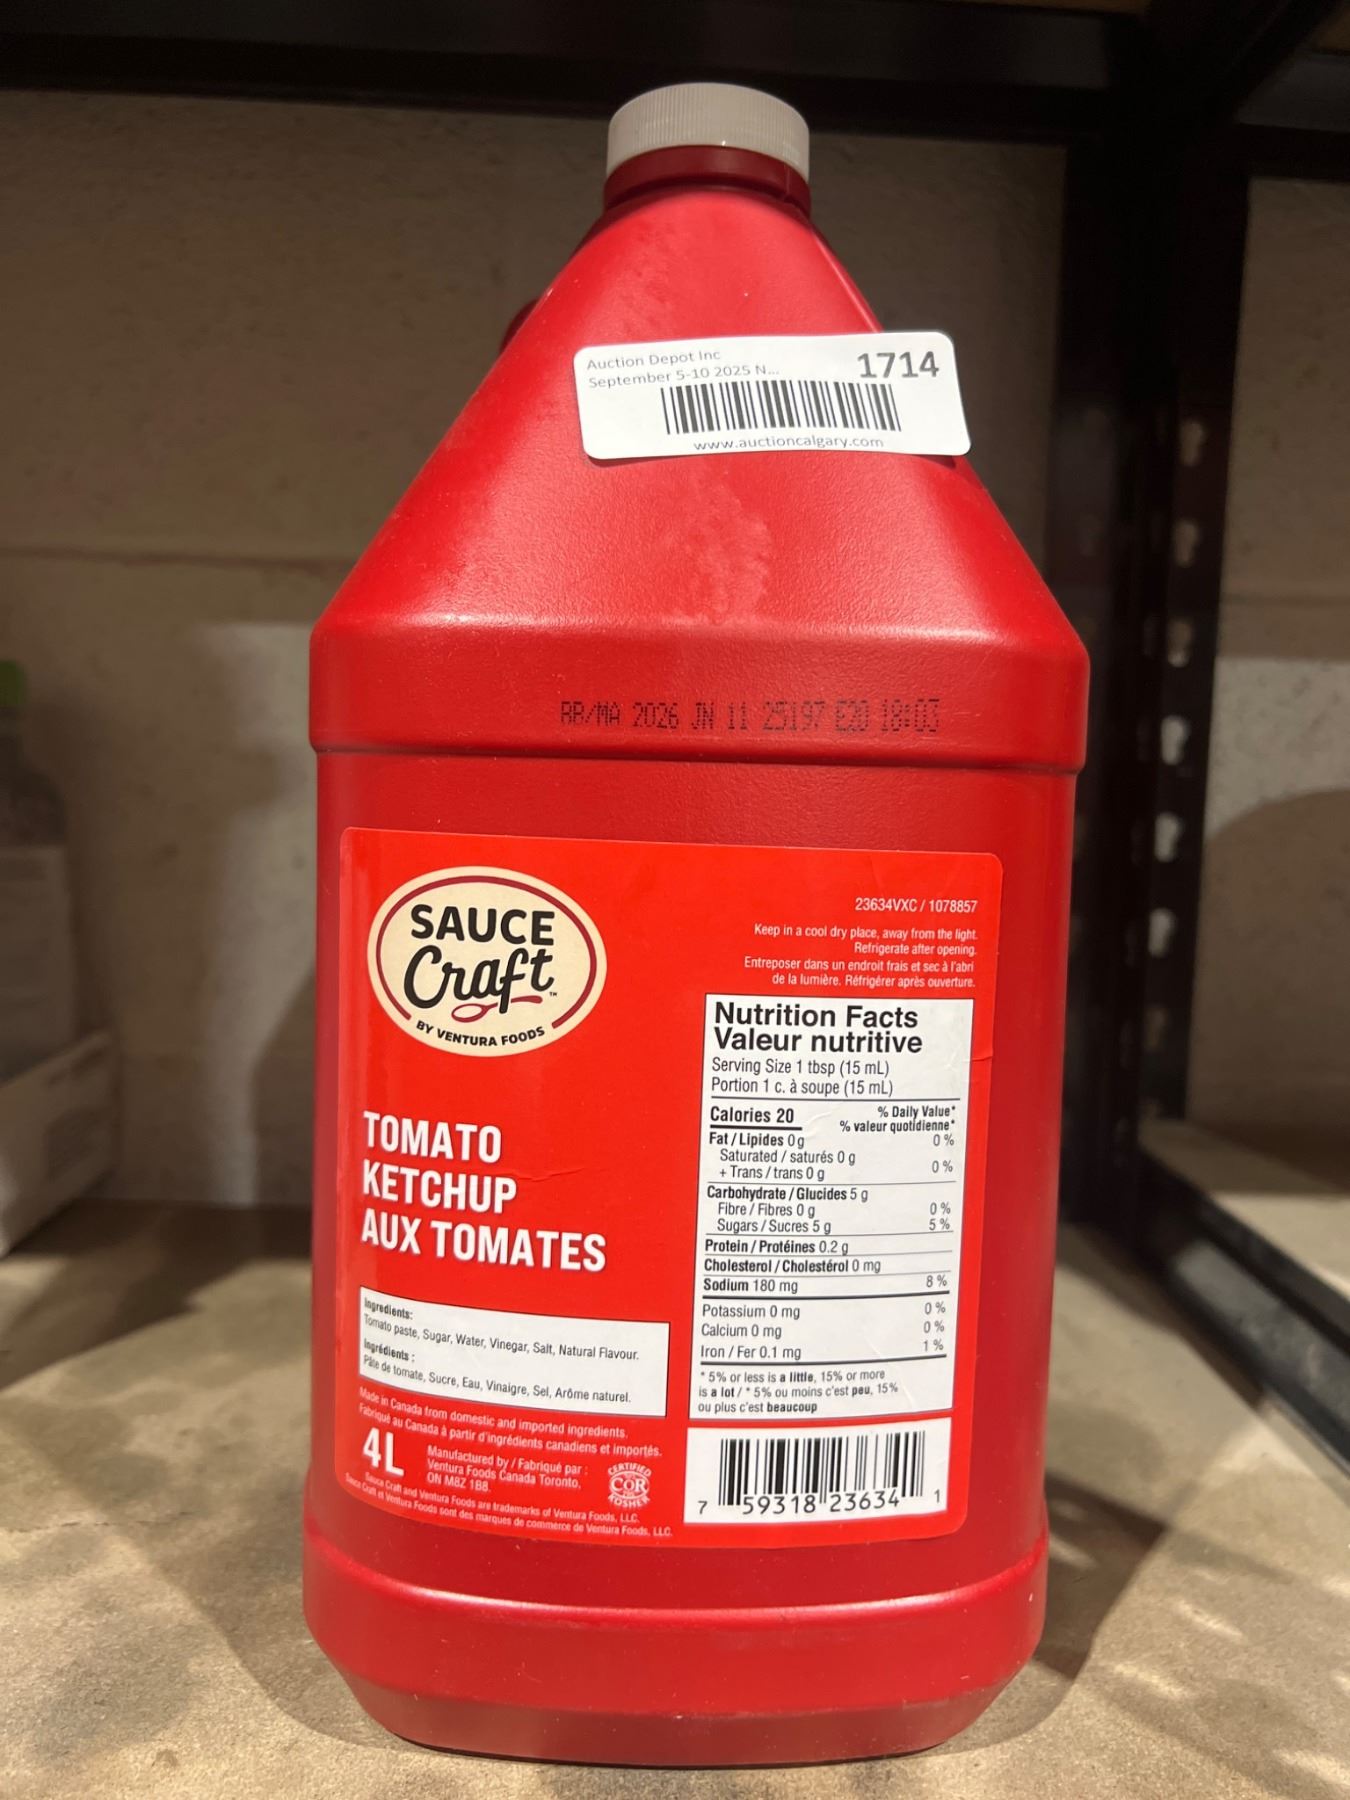 Auction Depot Inc
September 5-10 2025 N...
1714
www.auctioncalgary.com
BB/MA 2026 JN 11 25197 E20 18:03
SAUCE
Craft™
BY VENTURA FOODS
TOMATO
KETCHUP
AUX TOMATES
Ingredients:
Tomato paste, Sugar, Water, Vinegar, Salt, Natural Flavour.
Ingrédients :
Pâte de tomate, Sucre, Eau, Vinaigre, Sel, Arôme naturel.
Made in Canada from domestic and imported ingredients.
Fabriqué au Canada à partir d'ingrédients canadiens et importés.
4L
Manufactured by / Fabriqué par :
Ventura Foods Canada Toronto,
ON M8Z 1B8.
CERTIFIED
COR
KOSHER
Sauce Craft and Ventura Foods are trademarks of Ventura Foods, LLC.
Sauce Craft et Ventura Foods sont des marques de commerce de Ventura Foods, LLC.
23634VXC / 1078857
Keep in a cool dry place, away from the light.
Refrigerate after opening.
Entreposer dans un endroit frais et sec à l'abri
de la lumière. Réfrigérer après ouverture.
Nutrition Facts
Valeur nutritive
Serving Size 1 tbsp (15 mL)
Portion 1 c. à soupe (15 mL)
Calories 20
% Daily Value*
% valeur quotidienne*
Fat / Lipides 0 g 0 %
Saturated / saturés 0 g
+ Trans / trans 0 g 0 %
Carbohydrate / Glucides 5 g
Fibre / Fibres 0 g 0 %
Sugars / Sucres 5 g 5 %
Protein / Protéines 0.2 g
Cholesterol / Cholestérol 0 mg
Sodium 180 mg 8 %
Potassium 0 mg 0 %
Calcium 0 mg 0 %
Iron / Fer 0.1 mg 1 %
* 5% or less is a little, 15% or more
is a lot / * 5% ou moins c'est peu, 15%
ou plus c'est beaucoup
7 59318 23634 1